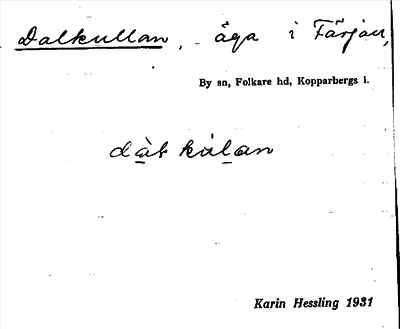 Dalkullan, äga i Färjan,
By sn, Folkare hd, Kopparbergs l.
Karin Hessling 1931